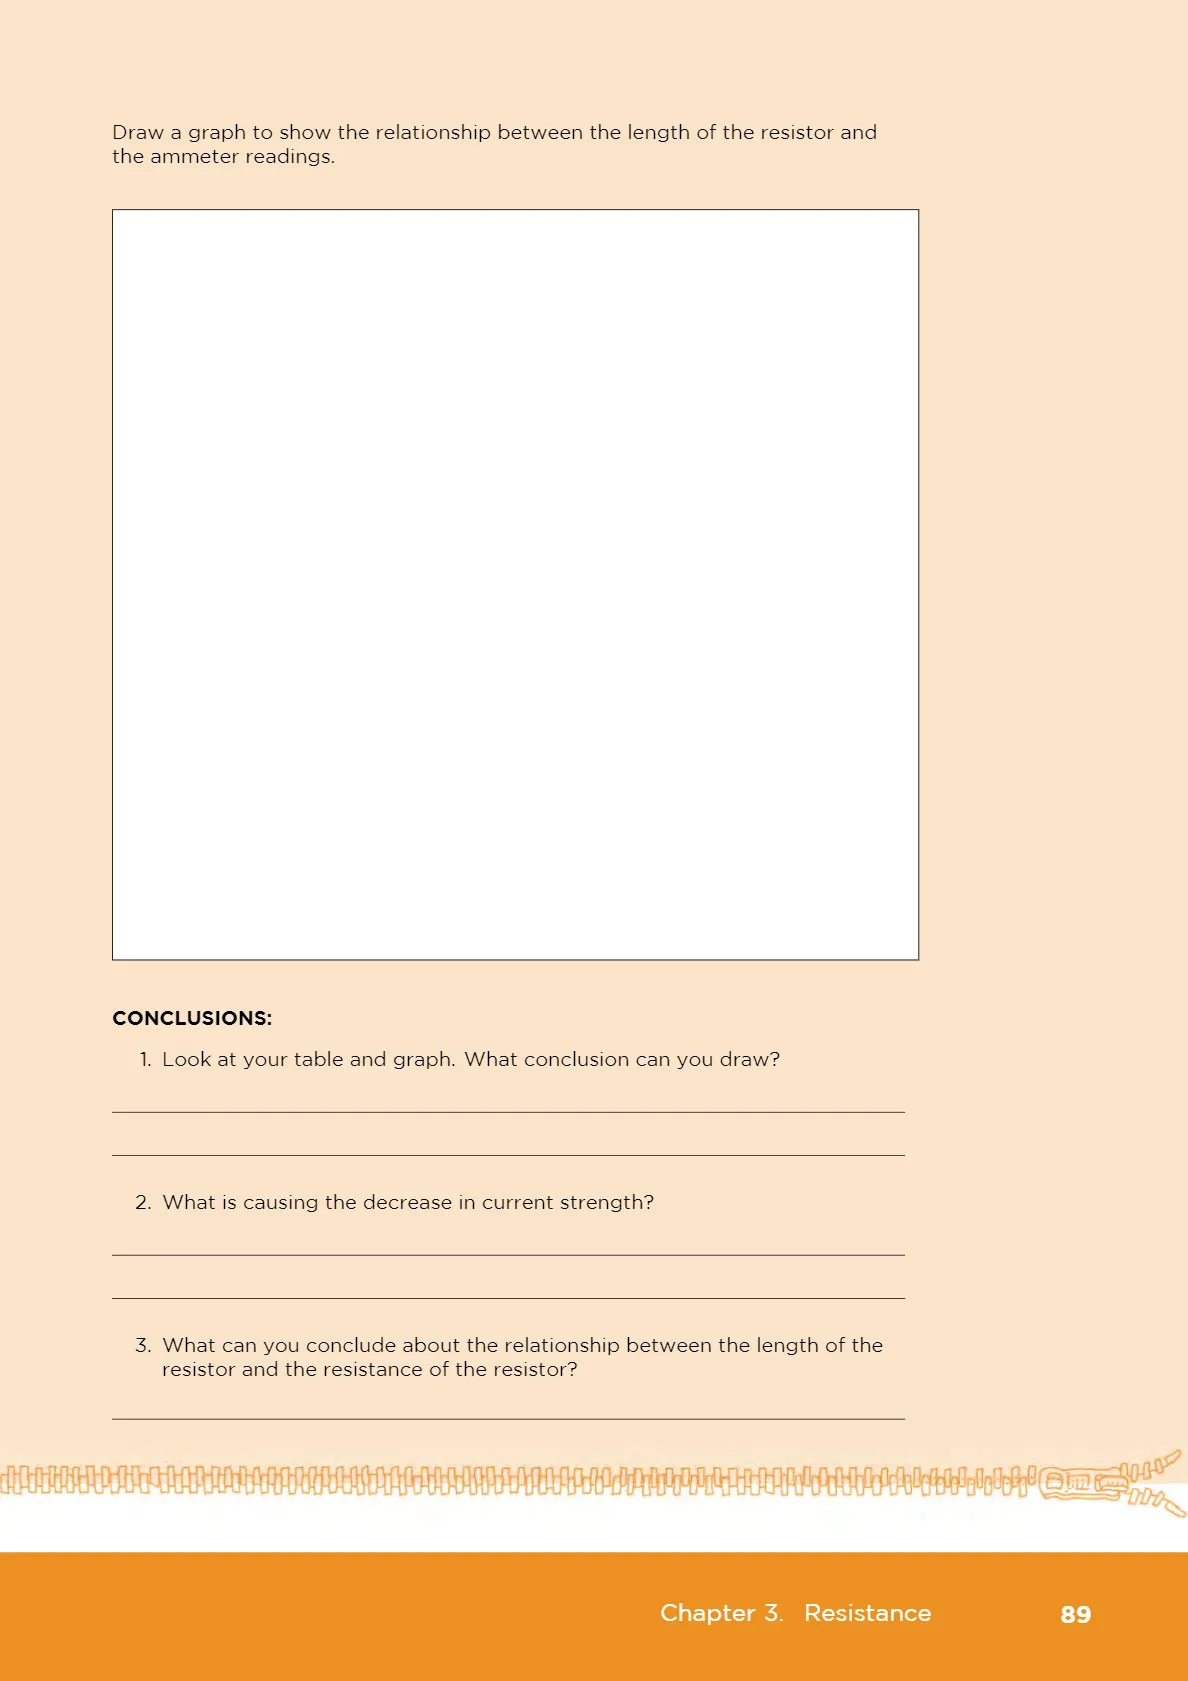 Draw a graph to show the relationship between the length of the resistor and
the ammeter readings.
CONCLUSIONS:
1. Look at your table and graph. What conclusion can you draw?
2. What is causing the decrease in current strength?
3. What can you conclude about the relationship between the length of the
resistor and the resistance of the resistor?
Chapter 3. Resistance 89